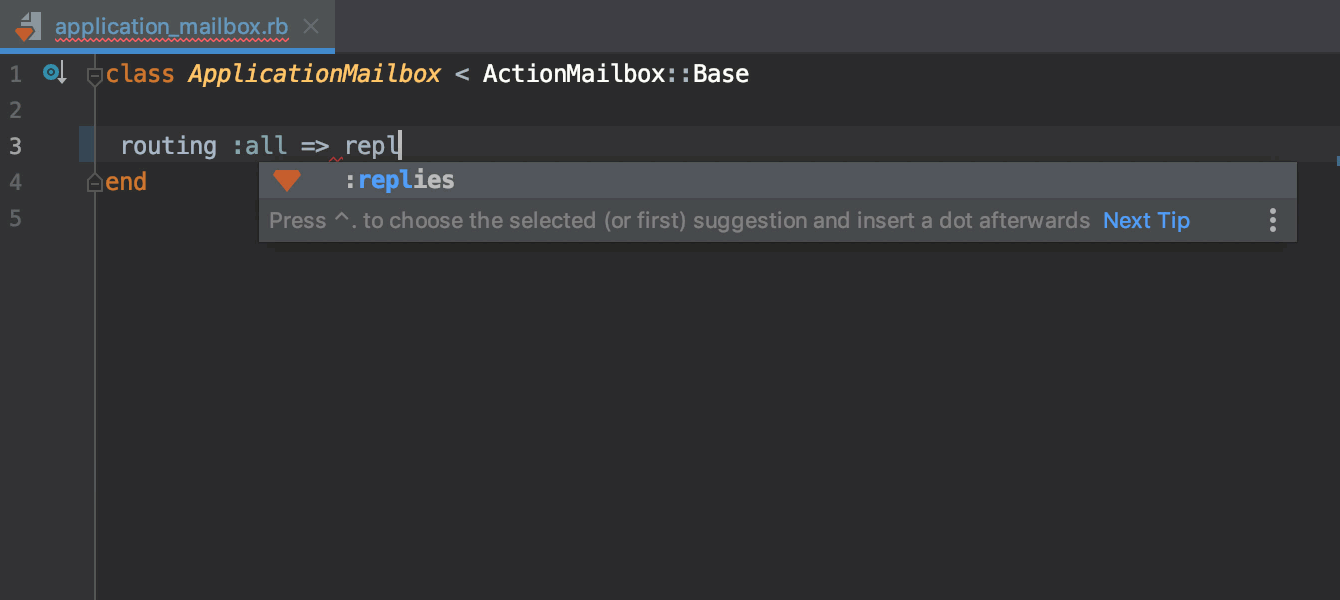 application_mailbox.rb
1 class ApplicationMailbox < ActionMailbox::Base
2
3 routing :all => repl
:replies
4 end
Press ^. to choose the selected (or first) suggestion and insert a dot afterwards Next Tip
5